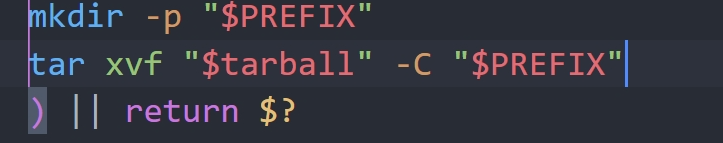 mkdir -p "$PREFIX"
tar xvf "$tarball" -C "$PREFIX"
) || return $?